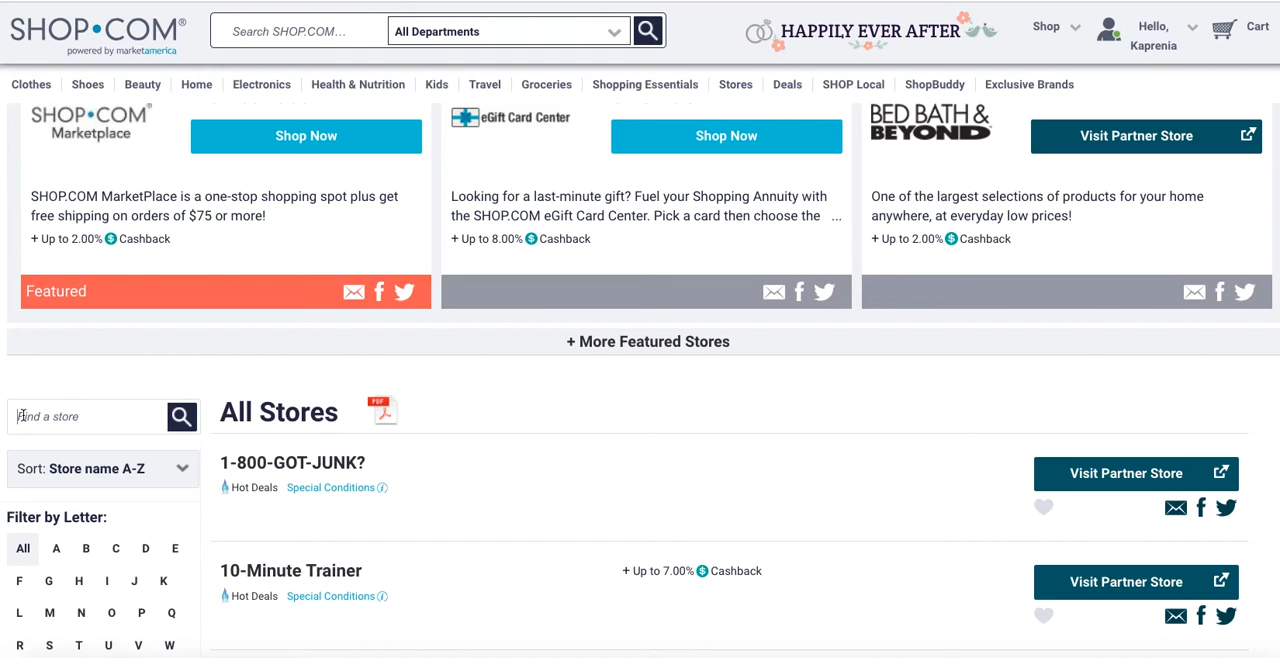 SHOP•COM®
powered by marketamerica
Search SHOP.COM...
All Departments
HAPPILY EVER AFTER
Shop
Hello,
Kaprenia
Cart
Clothes
Shoes
Beauty
Home
Electronics
Health & Nutrition
Kids
Travel
Groceries
Shopping Essentials
Stores
Deals
SHOP Local
ShopBuddy
Exclusive Brands
SHOP•COM®
Marketplace
Shop Now
SHOP.COM MarketPlace is a one-stop shopping spot plus get
free shipping on orders of $75 or more!
+ Up to 2.00% $ Cashback
Featured
eGift Card Center
Shop Now
Looking for a last-minute gift? Fuel your Shopping Annuity with
the SHOP.COM eGift Card Center. Pick a card then choose the ...
+ Up to 8.00% $ Cashback
BED BATH &
BEYOND
Visit Partner Store
One of the largest selections of products for your home
anywhere, at everyday low prices!
+ Up to 2.00% $ Cashback
+ More Featured Stores
Find a store
Sort: Store name A-Z
Filter by Letter:
All A B C D E
F G H I J K
L M N O P Q
R S T U V W
All Stores
PDF
1-800-GOT-JUNK?
Hot Deals Special Conditions i
Visit Partner Store
10-Minute Trainer
+ Up to 7.00% $ Cashback
Hot Deals Special Conditions i
Visit Partner Store